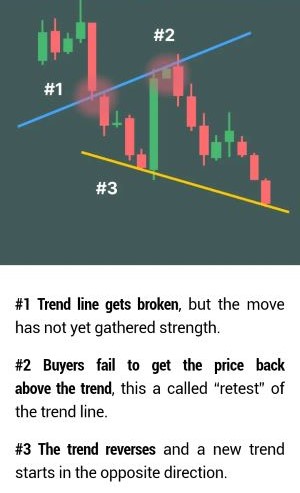 #2
#1
#3
#1 Trend line gets broken, but the move
has not yet gathered strength.
#2 Buyers fail to get the price back
above the trend, this a called “retest” of
the trend line.
#3 The trend reverses and a new trend
starts in the opposite direction.